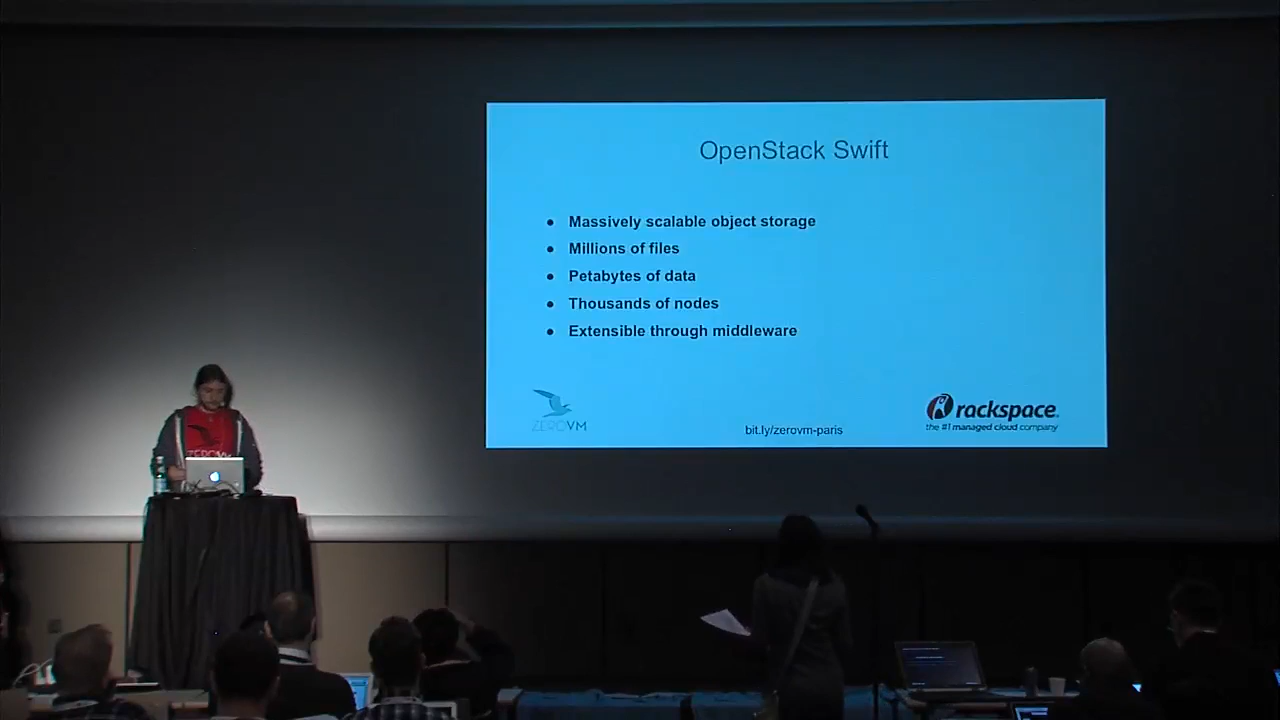 OpenStack Swift
● Massively scalable object storage
● Millions of files
● Petabytes of data
● Thousands of nodes
● Extensible through middleware
ZEROVM
bit.ly/zerovm-paris
rackspace
the #1 managed cloud company
ZEROVM